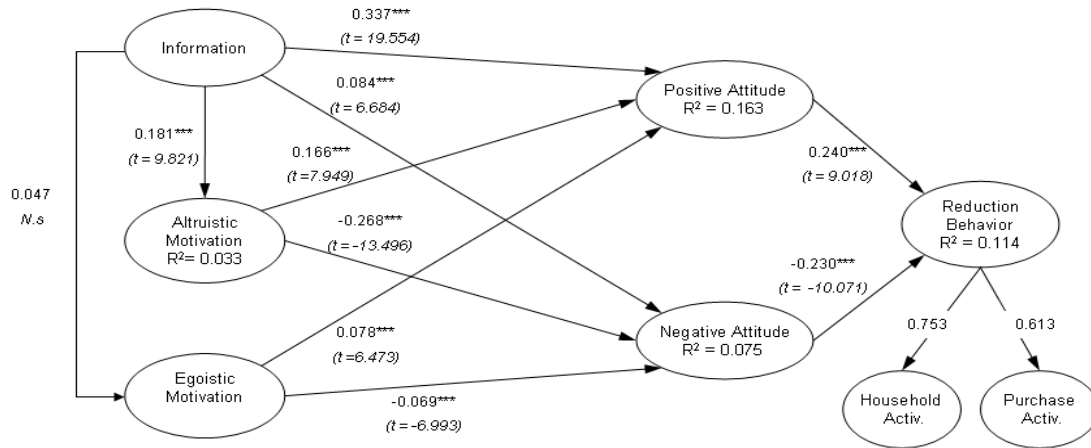 0.337***
(t = 19.554)
Information
0.084***
(t = 6.684)
Positive Attitude
R² = 0.163
0.181***
(t = 9.821)
0.166***
(t=7.949)
0.240***
(t = 9.018)
0.047
N.s
Altruistic
Motivation
R²= 0.033
-0.268***
(t = -13.496)
Reduction
Behavior
R² = 0.114
-0.230***
(t = -10.071)
0.078***
(t=6.473)
Negative Attitude
R² = 0.075
0.753
0.613
Egoistic
Motivation
-0.069***
(t = -6.993)
Household
Activ.
Purchase
Activ.